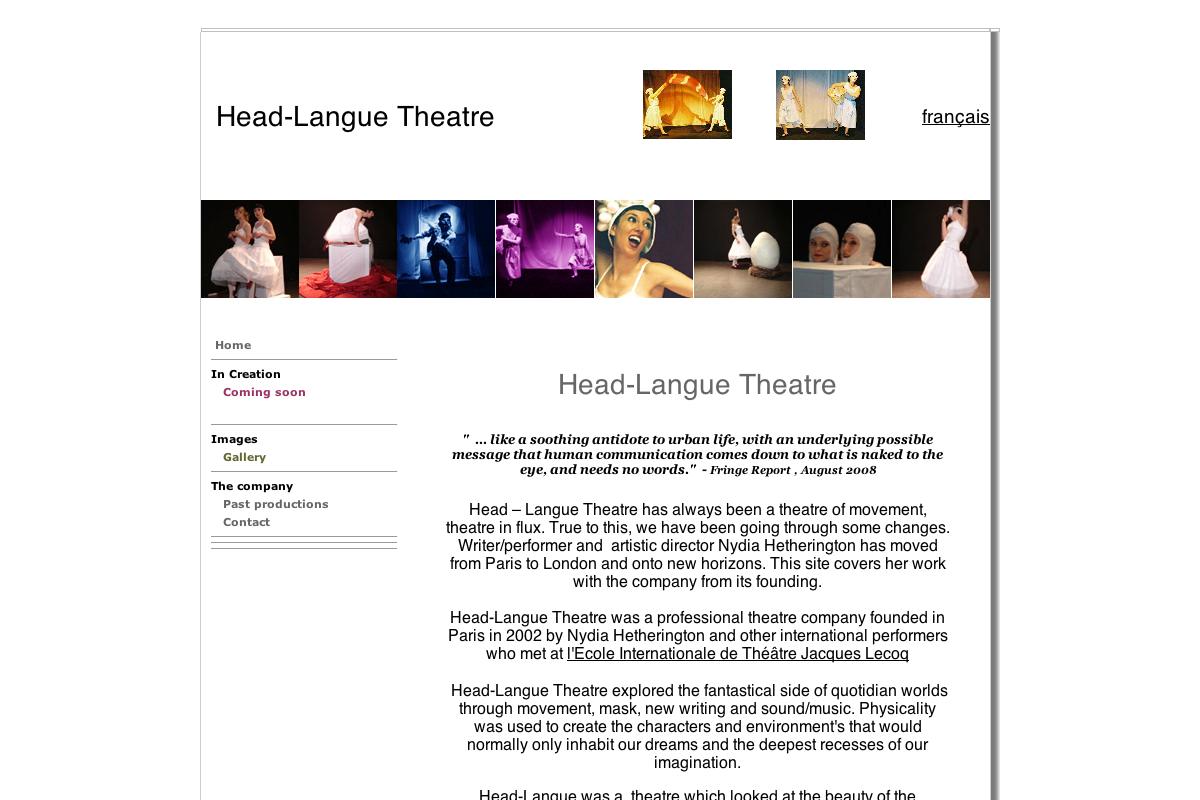 Head-Langue Theatre
français
Home
In Creation
Coming soon
Images
Gallery
The company
Past productions
Contact
Head-Langue Theatre
" ... like a soothing antidote to urban life, with an underlying possible
message that human communication comes down to what is naked to the
eye, and needs no words." - Fringe Report , August 2008
Head – Langue Theatre has always been a theatre of movement,
theatre in flux. True to this, we have been going through some changes.
Writer/performer and artistic director Nydia Hetherington has moved
from Paris to London and onto new horizons. This site covers her work
with the company from its founding.
Head-Langue Theatre was a professional theatre company founded in
Paris in 2002 by Nydia Hetherington and other international performers
who met at l'Ecole Internationale de Théâtre Jacques Lecoq
Head-Langue Theatre explored the fantastical side of quotidian worlds
through movement, mask, new writing and sound/music. Physicality
was used to create the characters and environment's that would
normally only inhabit our dreams and the deepest recesses of our
imagination.
Head-Langue was a theatre which looked at the beauty of the